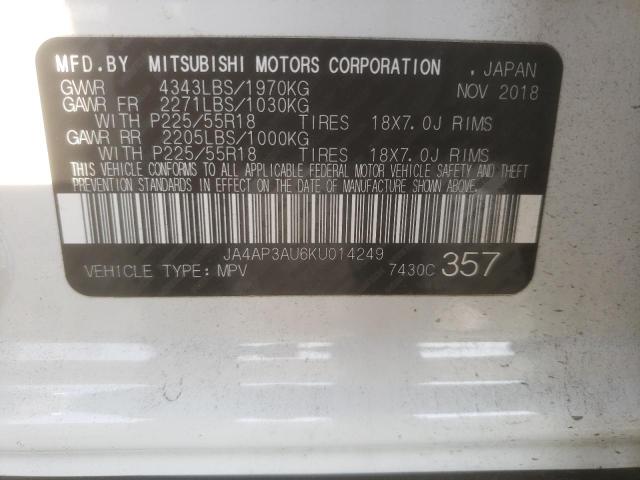 MFD.BY MITSUBISHI MOTORS CORPORATION , JAPAN
GVWR 4343LBS/1970KG NOV 2018
GAWR FR 2271LBS/1030KG
WITH P225/55R18 TIRES 18X7.0J RIMS
GAWR RR 2205LBS/1000KG
WITH P225/55R18 TIRES 18X7.0J RIMS
THIS VEHICLE CONFORMS TO ALL APPLICABLE FEDERAL MOTOR VEHICLE SAFETY AND THEFT
PREVENTION STANDARDS IN EFFECT ON THE DATE OF MANUFACTURE SHOWN ABOVE.
JA4AP3AU6KU014249
VEHICLE TYPE: MPV 7430C 357